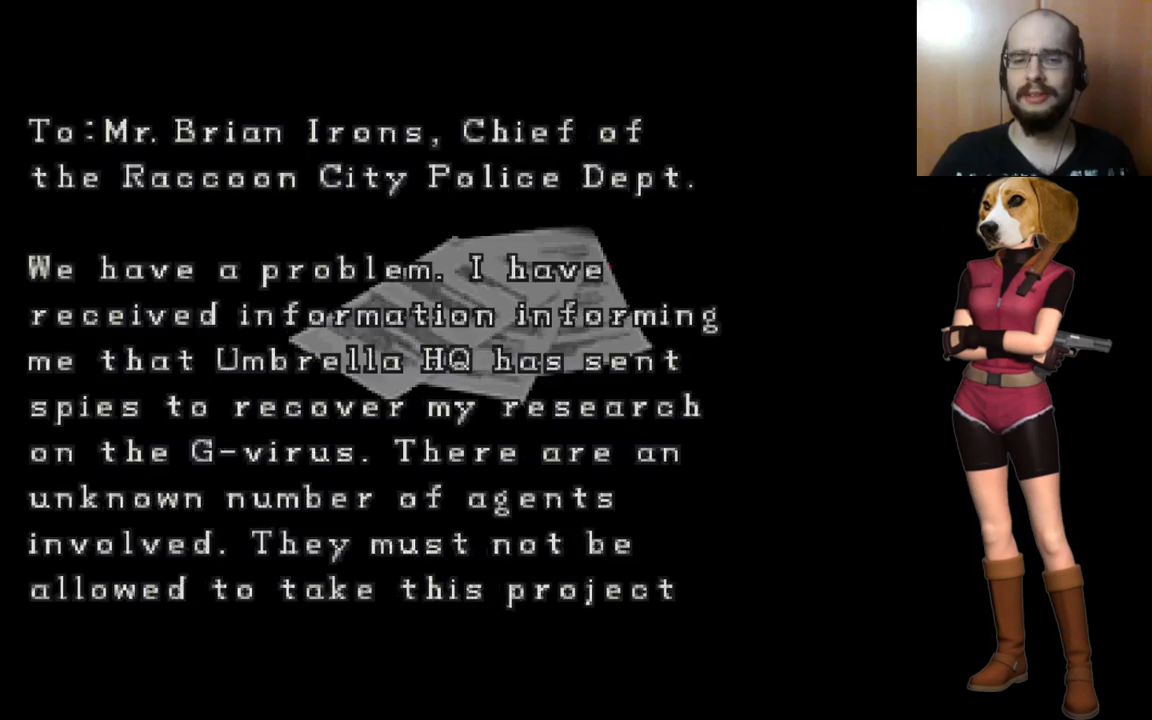 To:Mr. Brian Irons, Chief of
the Raccoon City Police Dept.
We have a problem. I have
received information informing
me that Umbrella HQ has sent
spies to recover my research
on the G-virus. There are an
unknown number of agents
involved. They must not be
allowed to take this project